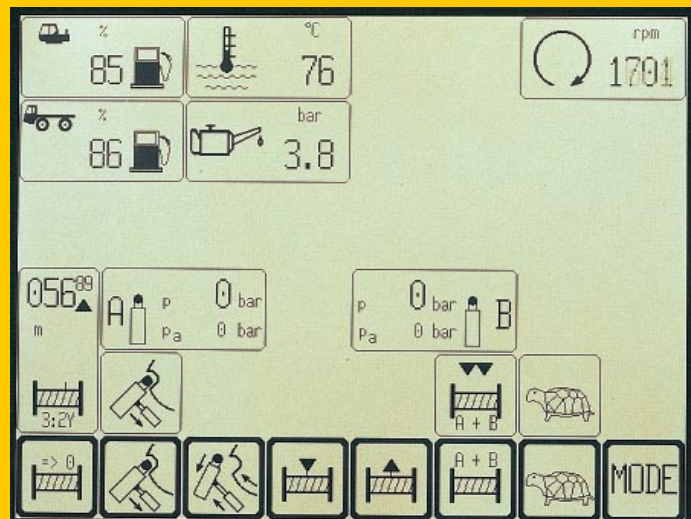 %
85
°C
76
rpm
1701
%
86
bar
3.8
056 89
m
A
p 0 bar
pa 0 bar
p 0 bar
pa 0 bar
B
3:2Y
A + B
=> 0
A + B
MODE